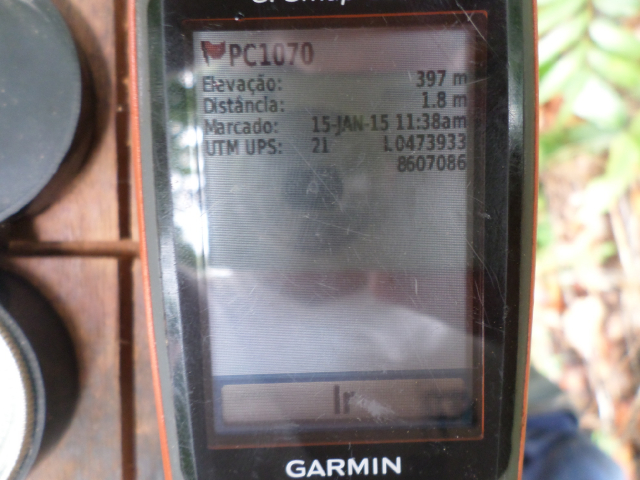 PC1070
Elevação: 397 m
Distância: 1.8 m
Marcado: 15-JAN-15 11:38am
UTM UPS: 21 L0473933
8607086
Ir
GARMIN